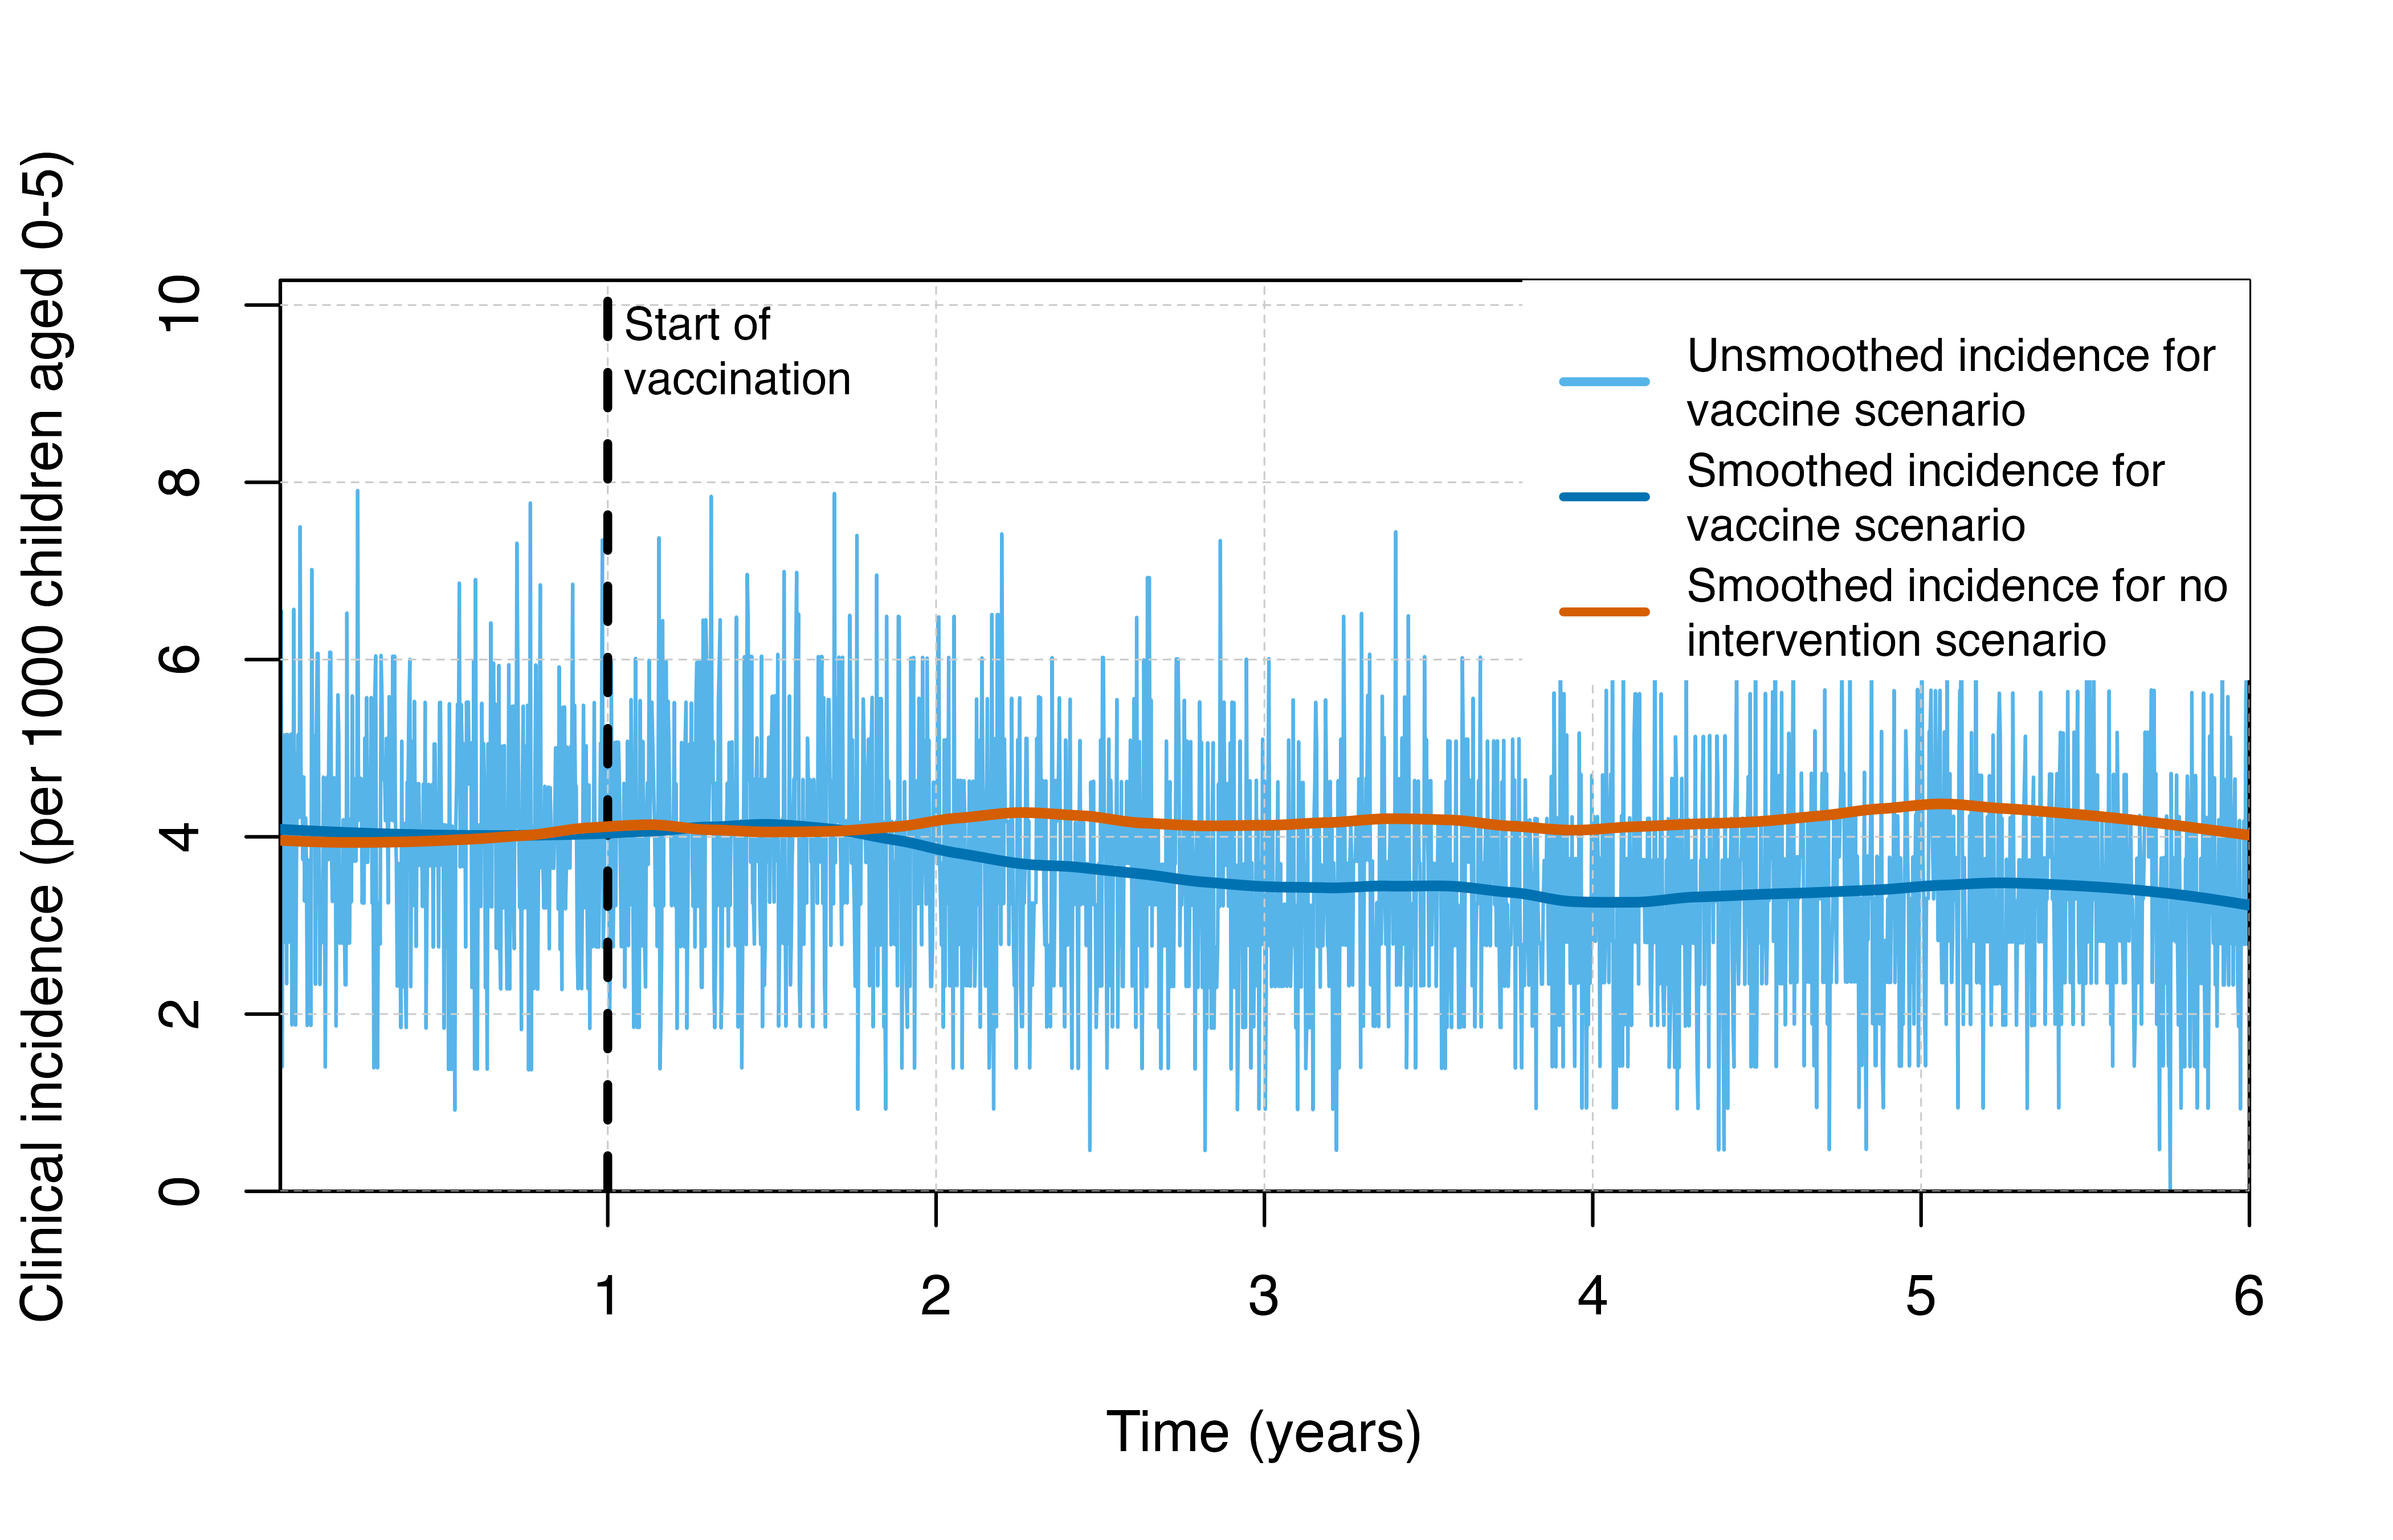 Clinical incidence (per 1000 children aged 0-5)
10
8
6
4
2
0
Start of
vaccination
Unsmoothed incidence for
vaccine scenario
Smoothed incidence for
vaccine scenario
Smoothed incidence for no
intervention scenario
1
2
3
4
5
6
Time (years)